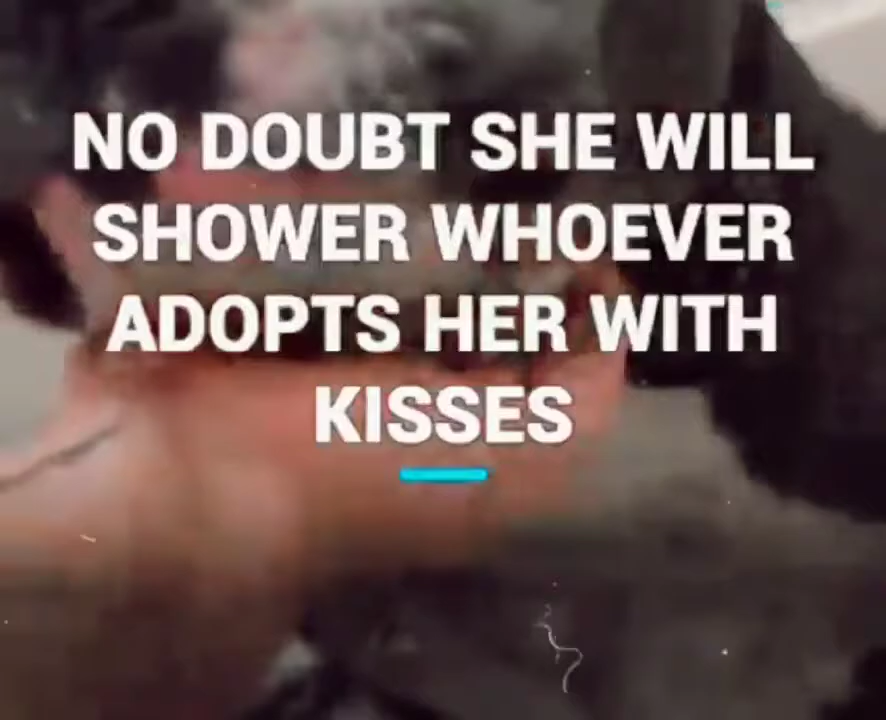 NO DOUBT SHE WILL
SHOWER WHOEVER
ADOPTS HER WITH
KISSES